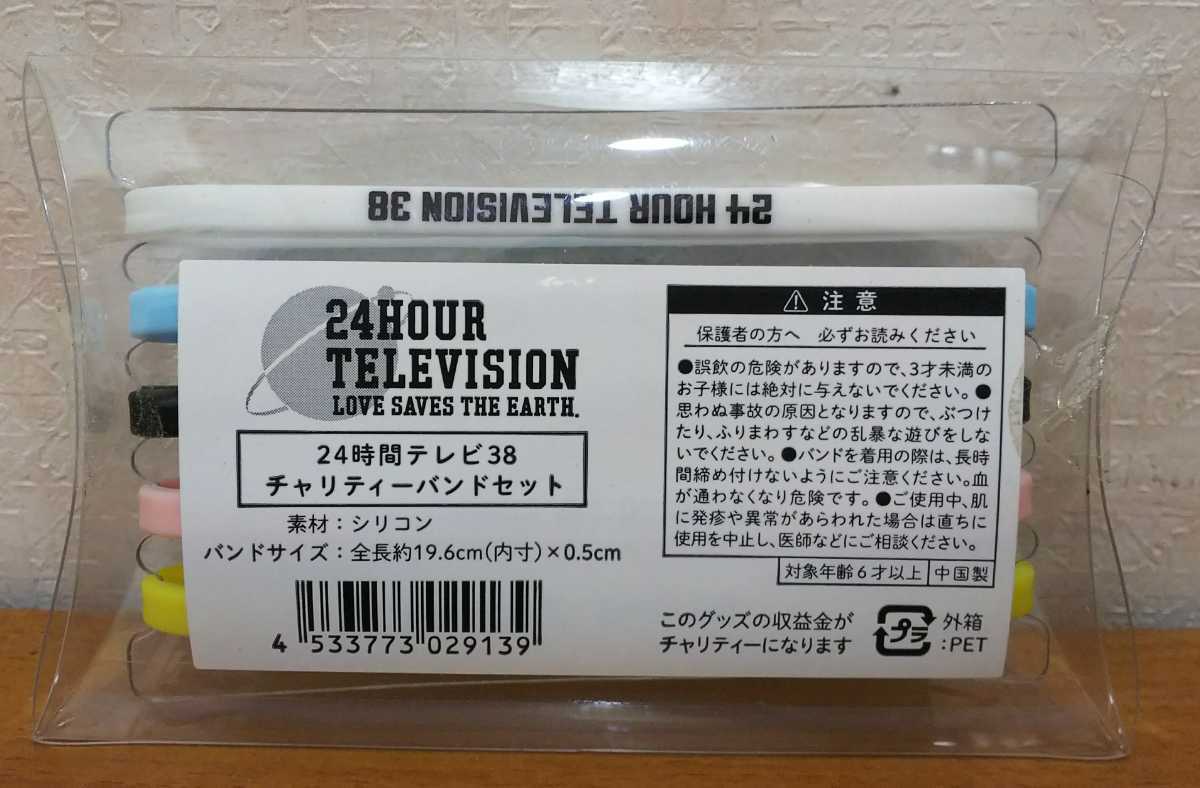 24 HOUR TELEVISION 38
24HOUR
TELEVISION
LOVE SAVES THE EARTH.
24時間テレビ38
チャリティーバンドセット
素材：シリコン
バンドサイズ：全長約19.6cm(内寸)×0.5cm
4 533773 029139
⚠ 注意
保護者の方へ 必ずお読みください
●誤飲の危険がありますので、3才未満の
お子様には絶対に与えないでください。●
思わぬ事故の原因となりますので、ぶつけ
たり、ふりまわすなどの乱暴な遊びをしな
いでください。●バンドを着用の際は、長時
間締め付けないようにご注意ください。血
が通わなくなり危険です。●ご使用中、肌
に発疹や異常があらわれた場合は直ちに
使用を中止し、医師などにご相談ください。
対象年齢6才以上 中国製
このグッズの収益金が
チャリティーになります
プラ
外箱
:PET